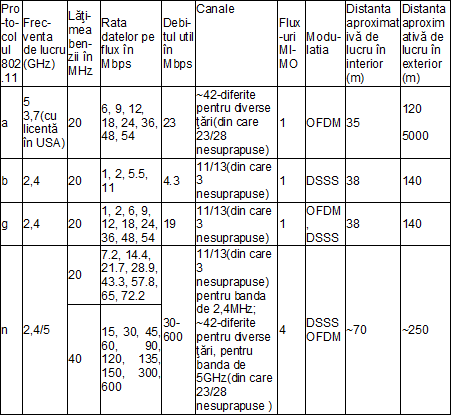 Pro-to-col ul 802.11
Frec-venta de lucru (GHz)
Lăți-mea ben-zii în MHz
Rata datelor pe flux în Mbps
Debi-tul util în Mbps
Canale
Flux-uri MI-MO
Modu-latia
Distanta aproximat ivă de lucru în interior (m)
Distanta aproxim ativă de lucru în exterior (m)
a
5
3,7(cu licentă în USA)
20
6, 9, 12,
18, 24, 36,
48, 54
23
~42-diferite
pentru dverse
ţări(din care
23/28
nesuprapuse)
1
OFDM
35
120
5000
b
2,4
20
1, 2, 5.5,
11
4.3
11/13(din care
3
nesuprapuse)
1
DSSS
38
140
g
2,4
20
1, 2, 6, 9,
12, 18, 24,
36, 48, 54
19
11/13(din care
3
nesuprapuse)
1
OFDM
, DSSS
38
140
n
2,4/5
20
7.2, 14.4,
21.7, 28.9,
43.3, 57.8,
65, 72.2
40
15, 30, 45,
60, 90,
120, 135,
150, 300,
600
30-
600
11/13(din care
3
nesuprapuse)
pentru banda
de 2,4MHz;
~42-diferite
pentru dverse
ţări, pentru
banda de
5GHz(din care
23/28
nesuprapuse )
4
DSSS
OFDM
~70
~250